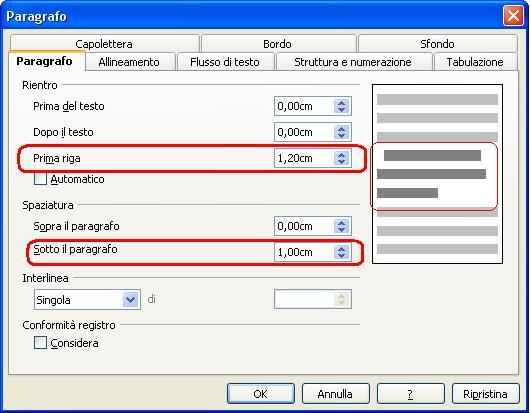 Paragrafo
Capolettera Bordo Sfondo
Paragrafo Allineamento Flusso di testo Struttura e numerazione Tabulazione
Rientro
Prima del testo 0,00cm
Dopo il testo 0,00cm
Prima riga 1,20cm
Automatico
Spaziatura
Sopra il paragrafo 0,00cm
Sotto il paragrafo 1,00cm
Interlinea
Singola di
Conformità registro
Considera
OK Annulla ? Ripristina